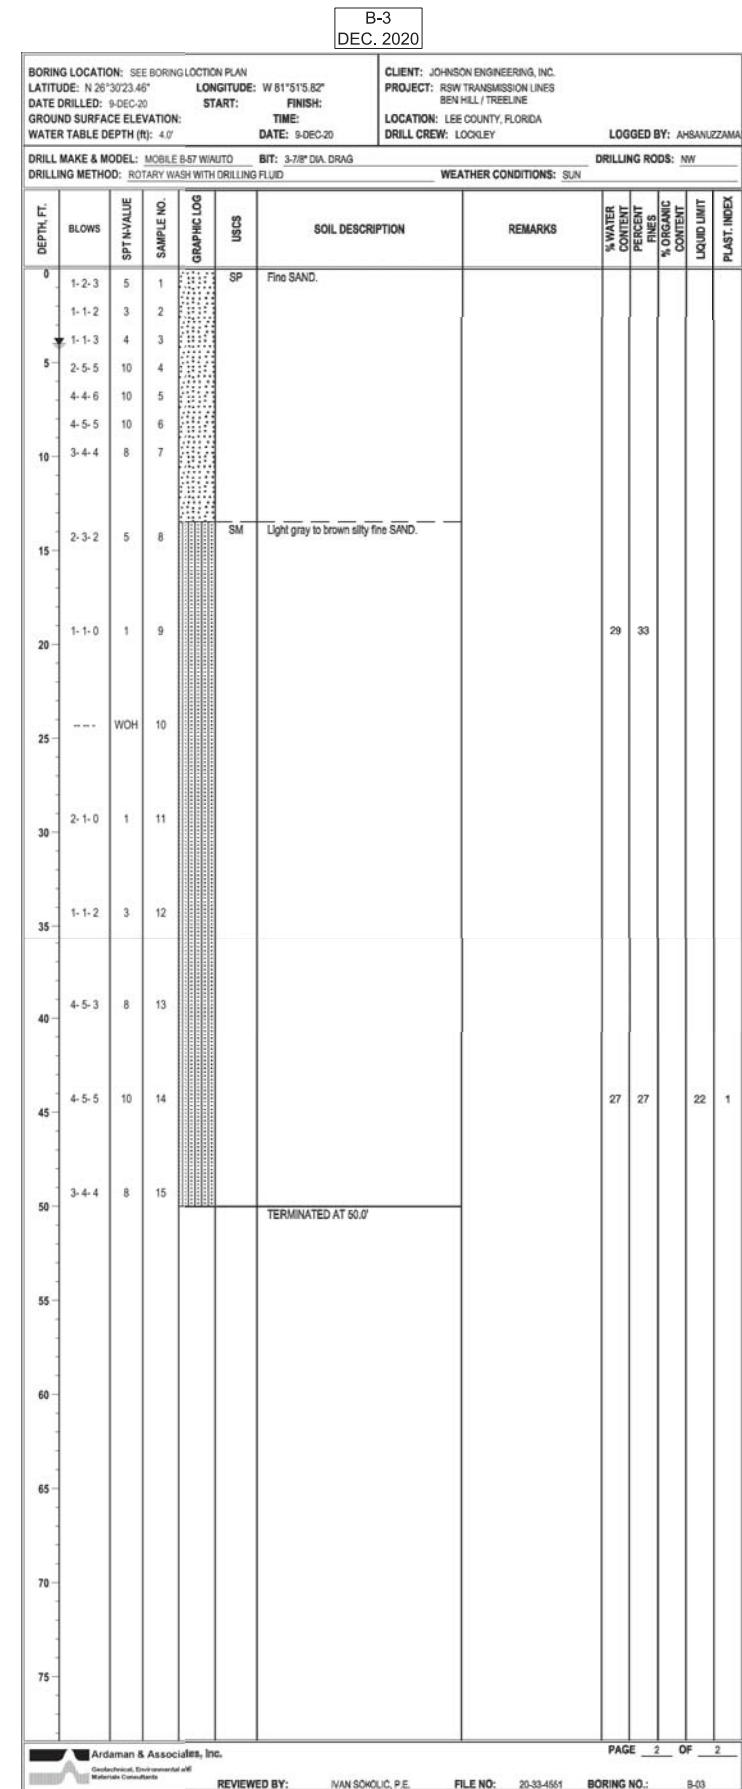 B-3
DEC. 2020
BORING LOCATION: SEE BORING LOCTION PLAN
LATITUDE: N 26°30'23.46" LONGITUDE: W 81°51'5.82"
DATE DRILLED: 9-DEC-20 START: FINISH:
GROUND SURFACE ELEVATION: TIME:
WATER TABLE DEPTH (ft): 4.0' DATE: 9-DEC-20
CLIENT: JOHNSON ENGINEERING, INC.
PROJECT: RSW TRANSMISSION LINES
BEN HILL / TREELINE
LOCATION: LEE COUNTY, FLORIDA
DRILL CREW: LOCKLEY LOGGED BY: AHSANUZZAMA
DRILL MAKE & MODEL: MOBILE B-57 W/AUTO BIT: 3-7/8" DIA. DRAG DRILLING RODS: NW
DRILLING METHOD: ROTARY WASH WITH DRILLING FLUID WEATHER CONDITIONS: SUN
DEPTH, FT. BLOWS SPT N-VALUE SAMPLE NO. GRAPHIC LOG USCS SOIL DESCRIPTION REMARKS % WATER CONTENT PERCENT FINES % ORGANIC CONTENT LIQUID LIMIT PLAST. INDEX
0 SP Fine SAND.
1- 2- 3 5 1
1- 1- 2 3 2
1- 1- 3 4 3
5
2- 5- 5 10 4
4- 4- 6 10 5
4- 5- 5 10 6
3- 4- 4 8 7
10
SM Light gray to brown silty fine SAND.
2- 3- 2 5 8
15
1- 1- 0 1 9 29 33
20
-- -- - WOH 10
25
2- 1- 0 1 11
30
1- 1- 2 3 12
35
4- 5- 3 8 13
40
4- 5- 5 10 14 27 27 22 1
45
3- 4- 4 8 15
50
TERMINATED AT 50.0'
55
60
65
70
75
Ardaman & Associates, Inc.
Geotechnical, Environmental and
Materials Consultants
PAGE 2 OF 2
REVIEWED BY: IVAN SOKOLIC, P.E. FILE NO: 20-33-4551 BORING NO.: B-03